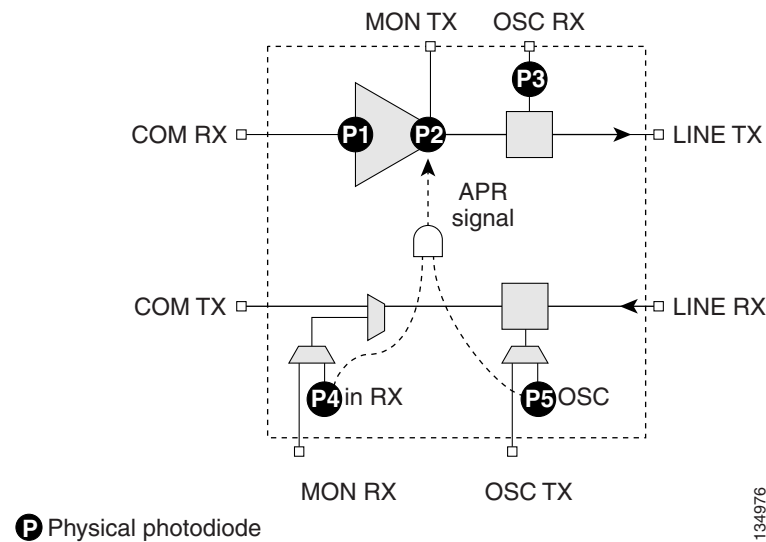 MON TX OSC RX
P3
COM RX P1 P2 LINE TX
APR
signal
COM TX LINE RX
P4 in RX P5 OSC
MON RX OSC TX
P Physical photodiode
134976